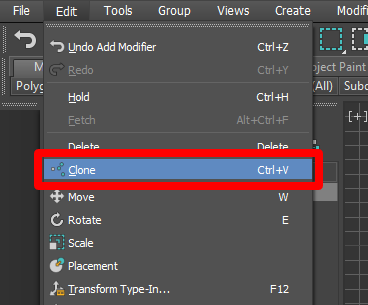 File Edit Tools Group Views Create Modifi
Undo Add Modifier Ctrl+Z
Redo Ctrl+Y
M oject Paint
Hold Ctrl+H
Polyg (All) Subd
Fetch Alt+Ctrl+F
Delete Delete
[+]
Clone Ctrl+V
Move W
Rotate E
Scale
Placement
Transform Type-In... F12